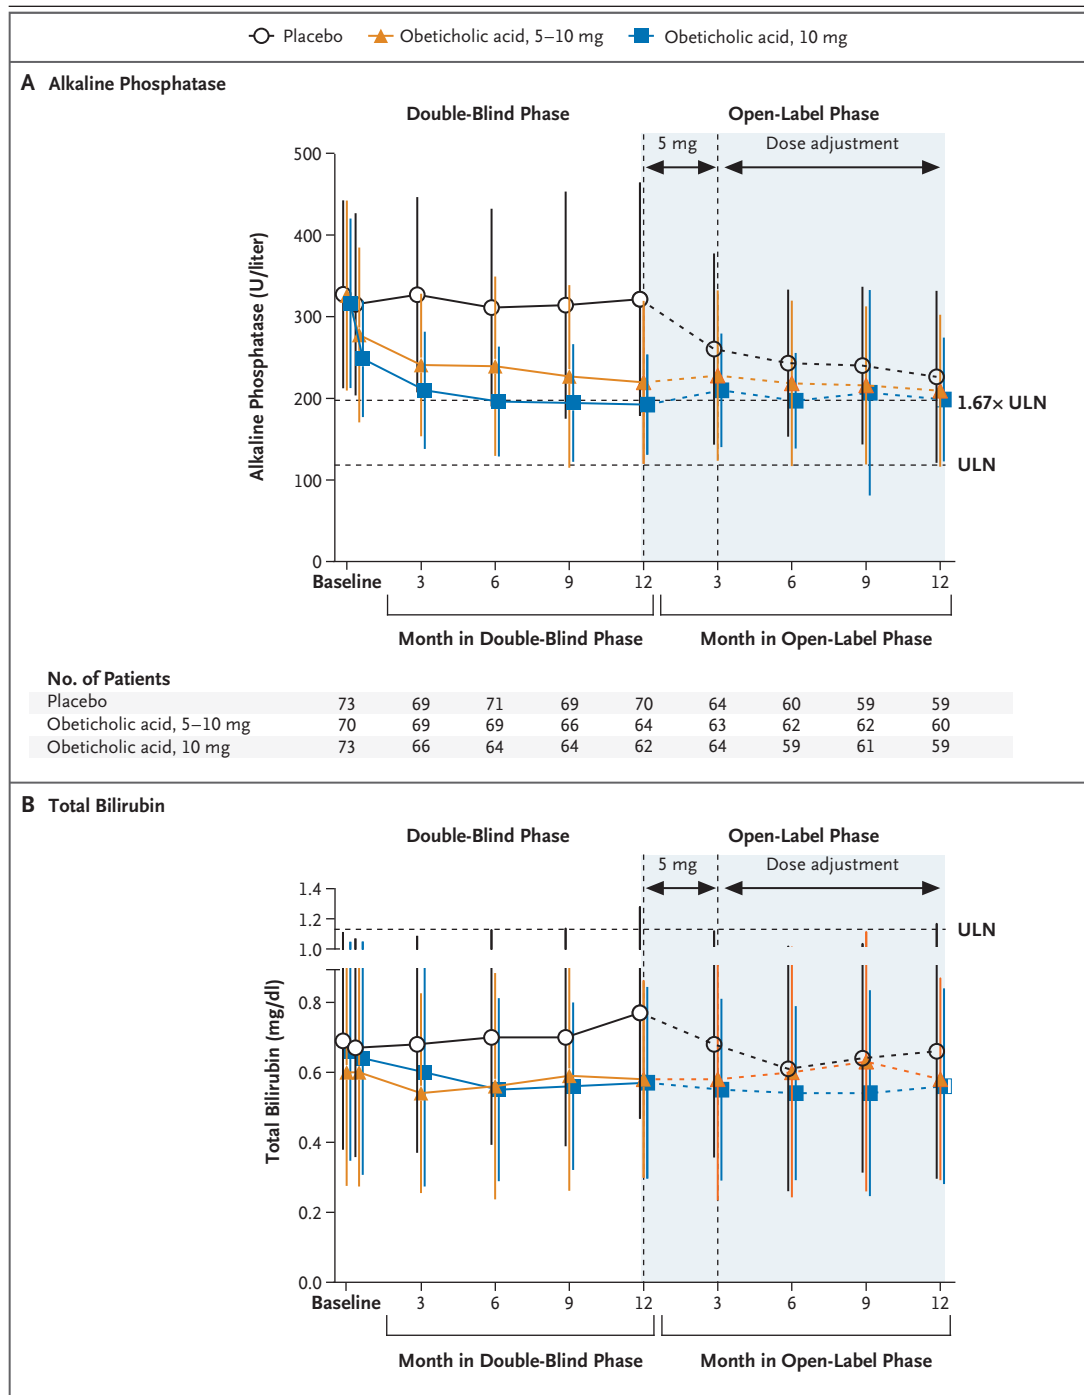 Placebo Obeticholic acid, 5–10 mg Obeticholic acid, 10 mg
A Alkaline Phosphatase
Double-Blind Phase Open-Label Phase
5 mg Dose adjustment
500
400
300
200
100
0
Alkaline Phosphatase (U/liter)
1.67× ULN
ULN
Baseline 3 6 9 12 3 6 9 12
Month in Double-Blind Phase Month in Open-Label Phase
No. of Patients
Placebo 73 69 71 69 70 64 60 59 59
Obeticholic acid, 5–10 mg 70 69 69 66 64 63 62 62 60
Obeticholic acid, 10 mg 73 66 64 64 62 64 59 61 59
B Total Bilirubin
Double-Blind Phase Open-Label Phase
5 mg Dose adjustment
1.4
1.2
1.0
0.8
0.6
0.4
0.2
0.0
Total Bilirubin (mg/dl)
ULN
Baseline 3 6 9 12 3 6 9 12
Month in Double-Blind Phase Month in Open-Label Phase